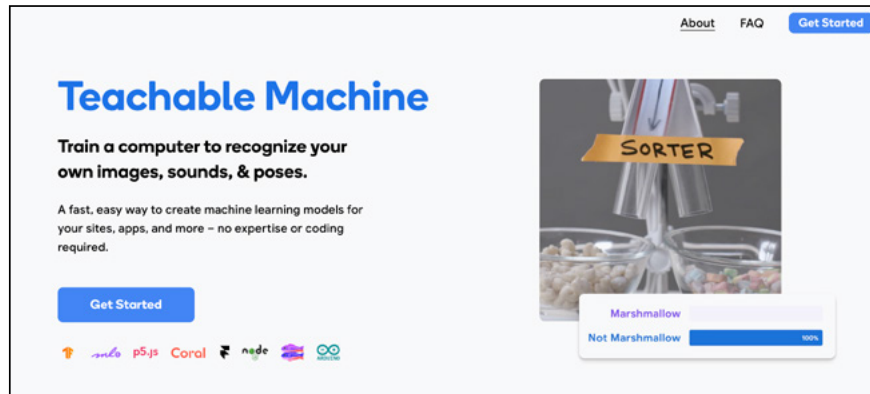 About FAQ Get Started
Teachable Machine
Train a computer to recognize your
own images, sounds, & poses.
A fast, easy way to create machine learning models for
your sites, apps, and more – no expertise or coding
required.
Get Started
p5.js Coral node
ARDUINO
SORTER
Marshmallow
Not Marshmallow 100%